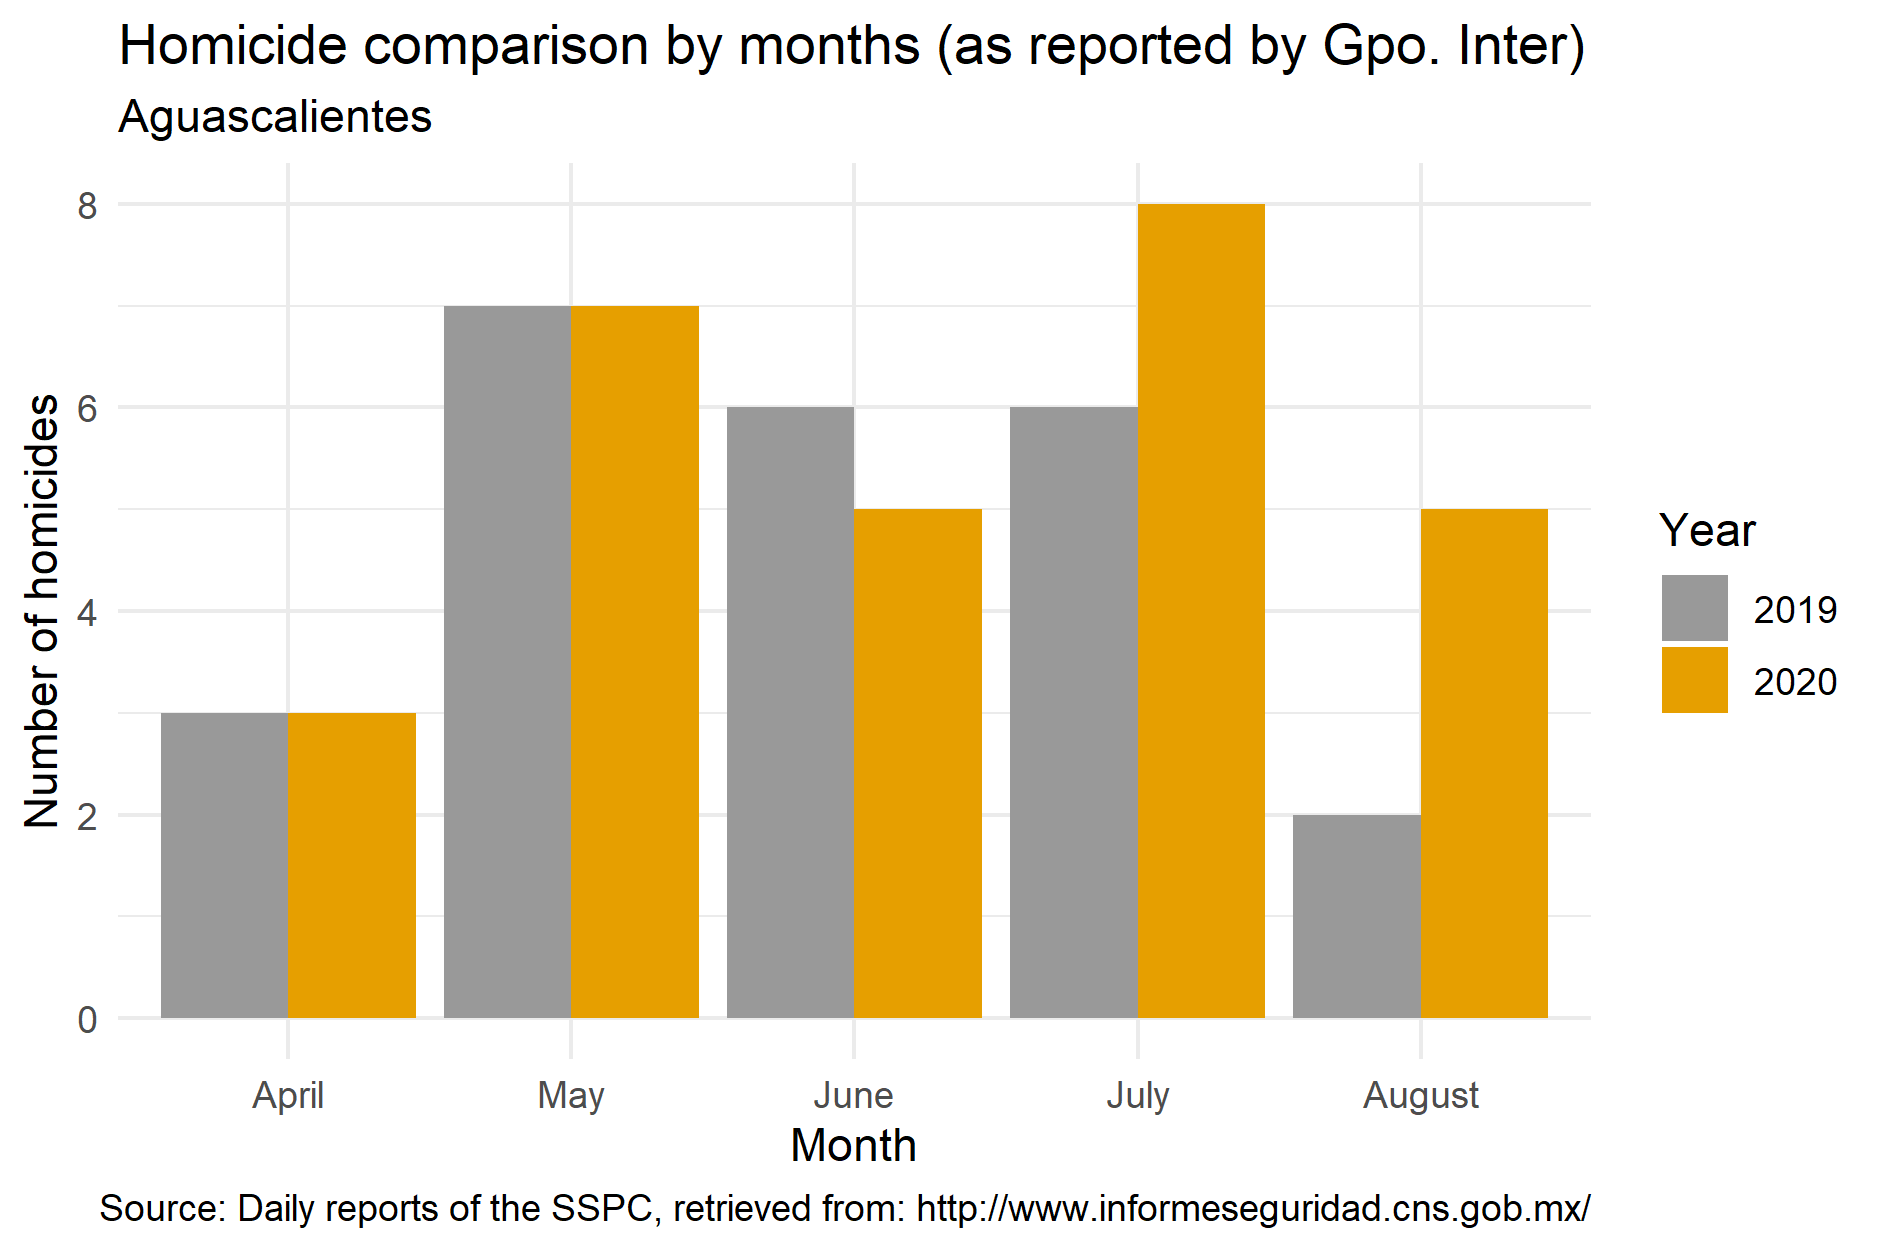 Homicide comparison by months (as reported by Gpo. Inter)
Aguascalientes
Number of homicides
8
6
4
2
0
April May June July August
Month
Year
2019
2020
Source: Daily reports of the SSPC, retrieved from: http://www.informeseguridad.cns.gob.mx/